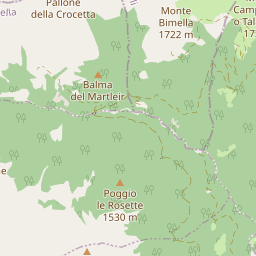 Pallone
della Crocetta
Monte
Bimella
1722 m
Balma
del Martleir
Poggio
le Rosette
1530 m